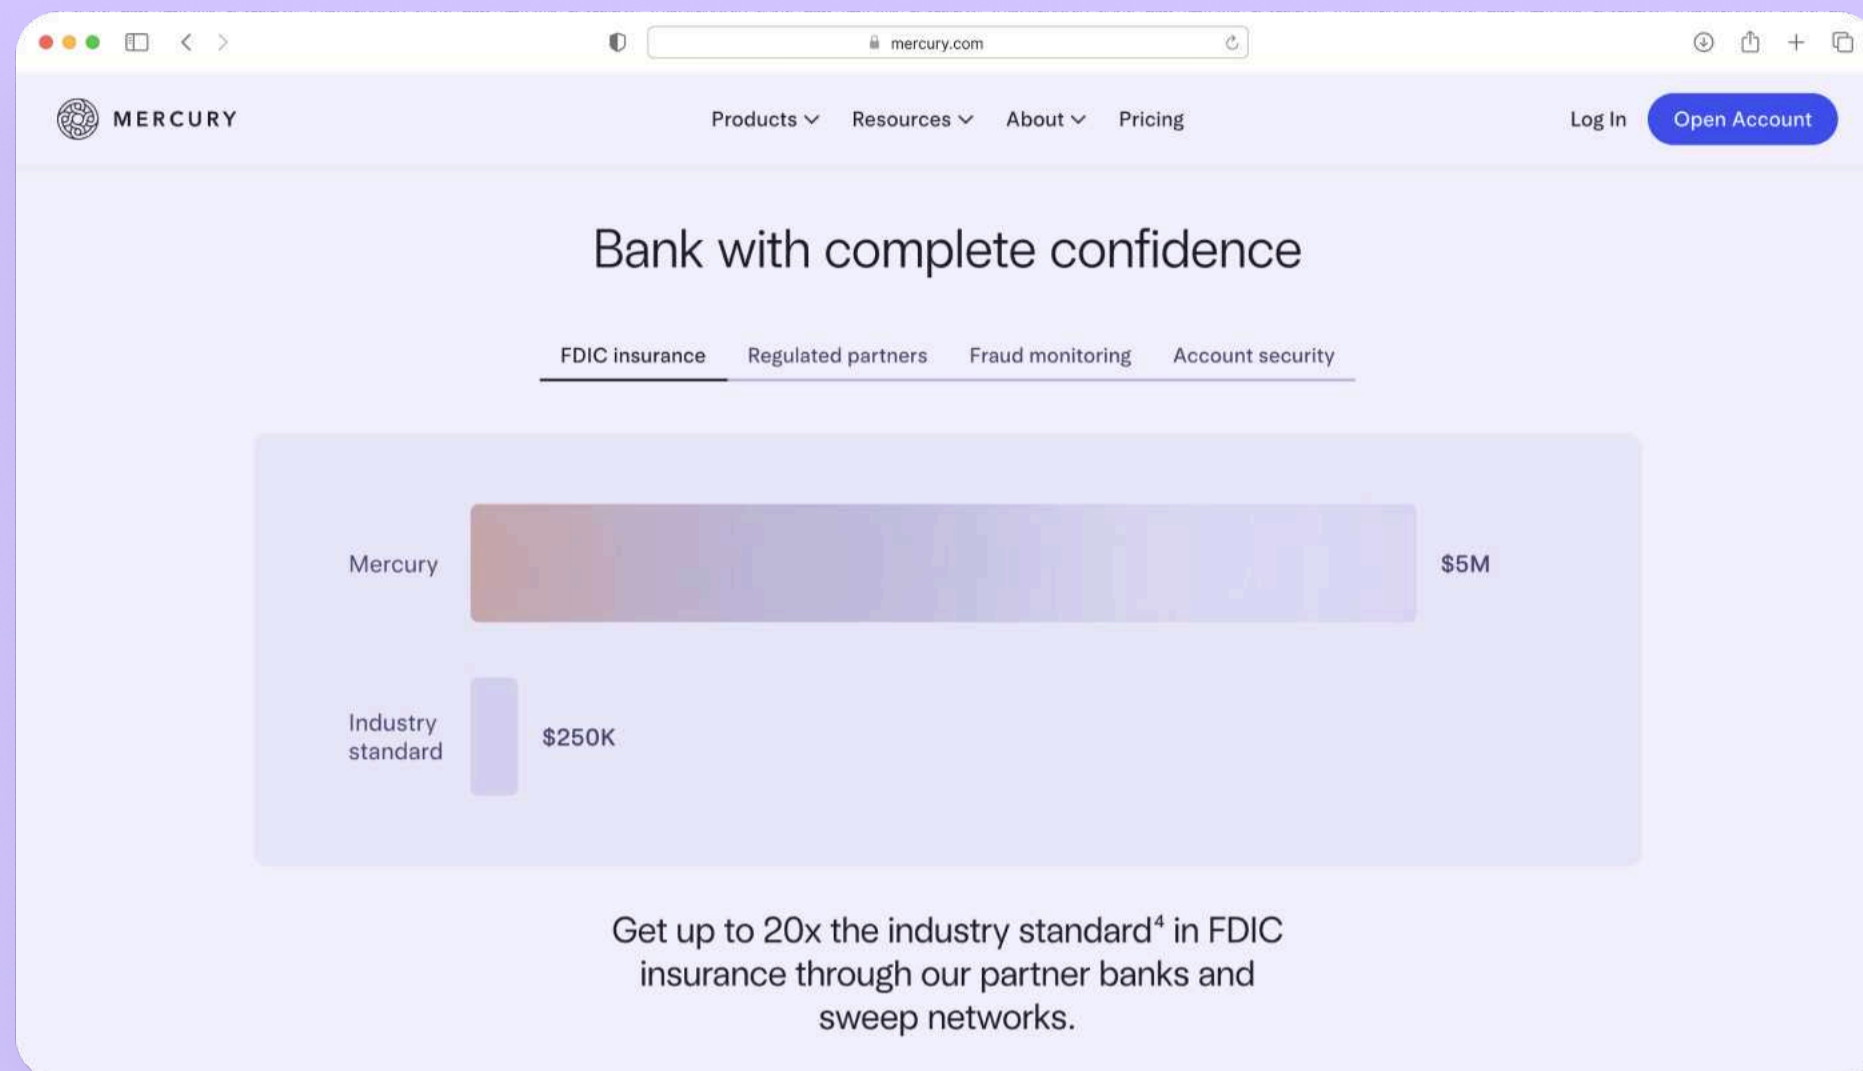 mercury.com
MERCURY
Products
Resources
About
Pricing
Log In
Open Account
Bank with complete confidence
FDIC insurance
Regulated partners
Fraud monitoring
Account security
Mercury
$5M
Industry
standard
$250K
Get up to 20x the industry standard⁴ in FDIC
insurance through our partner banks and
sweep networks.